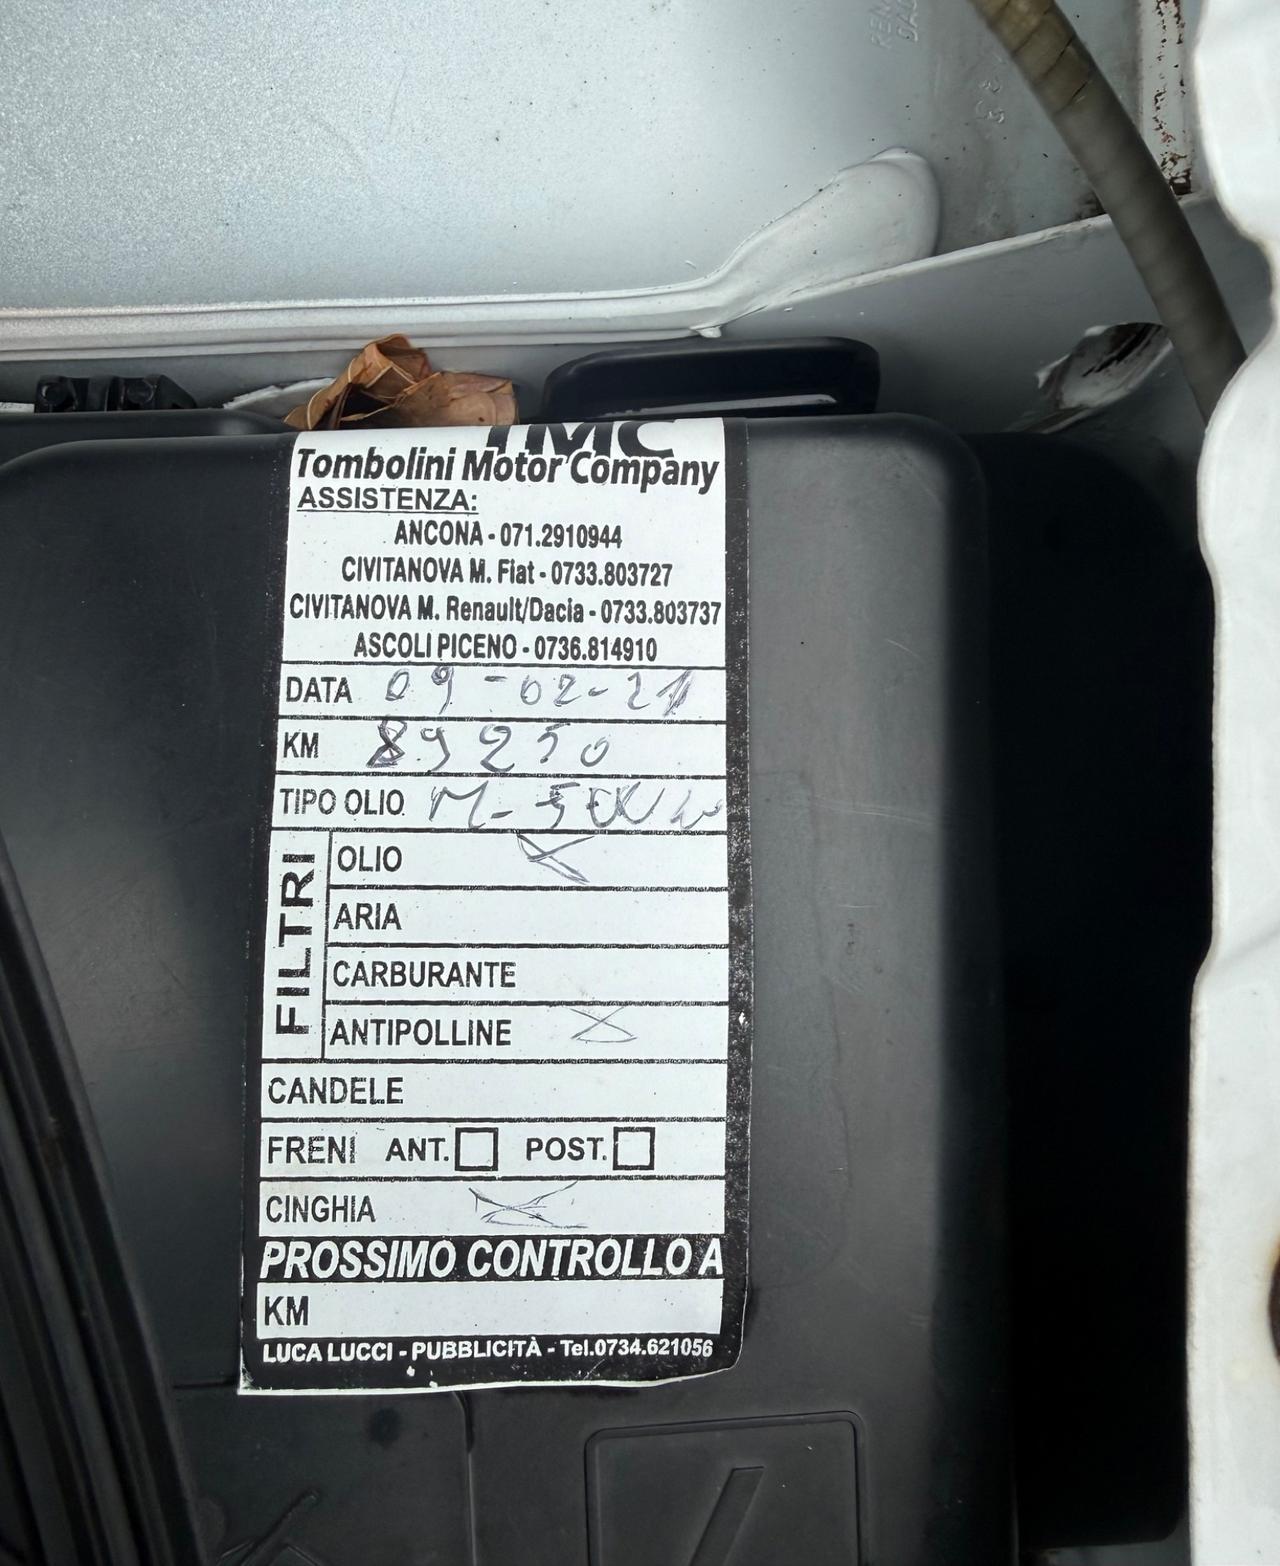 TMC
Tombolini Motor Company
ASSISTENZA:
ANCONA - 071.2910944
CIVITANOVA M. Fiat - 0733.803727
CIVITANOVA M. Renault/Dacia - 0733.803737
ASCOLI PICENO - 0736.814910
DATA 09-02-21
KM 89250
TIPO OLIO
FILTRI
OLIO X
ARIA
CARBURANTE
ANTIPOLLINE X
CANDELE
FRENI ANT. POST.
CINGHIA X
PROSSIMO CONTROLLO A
KM
LUCA LUCCI - PUBBLICITÀ - Tel.0734.621056